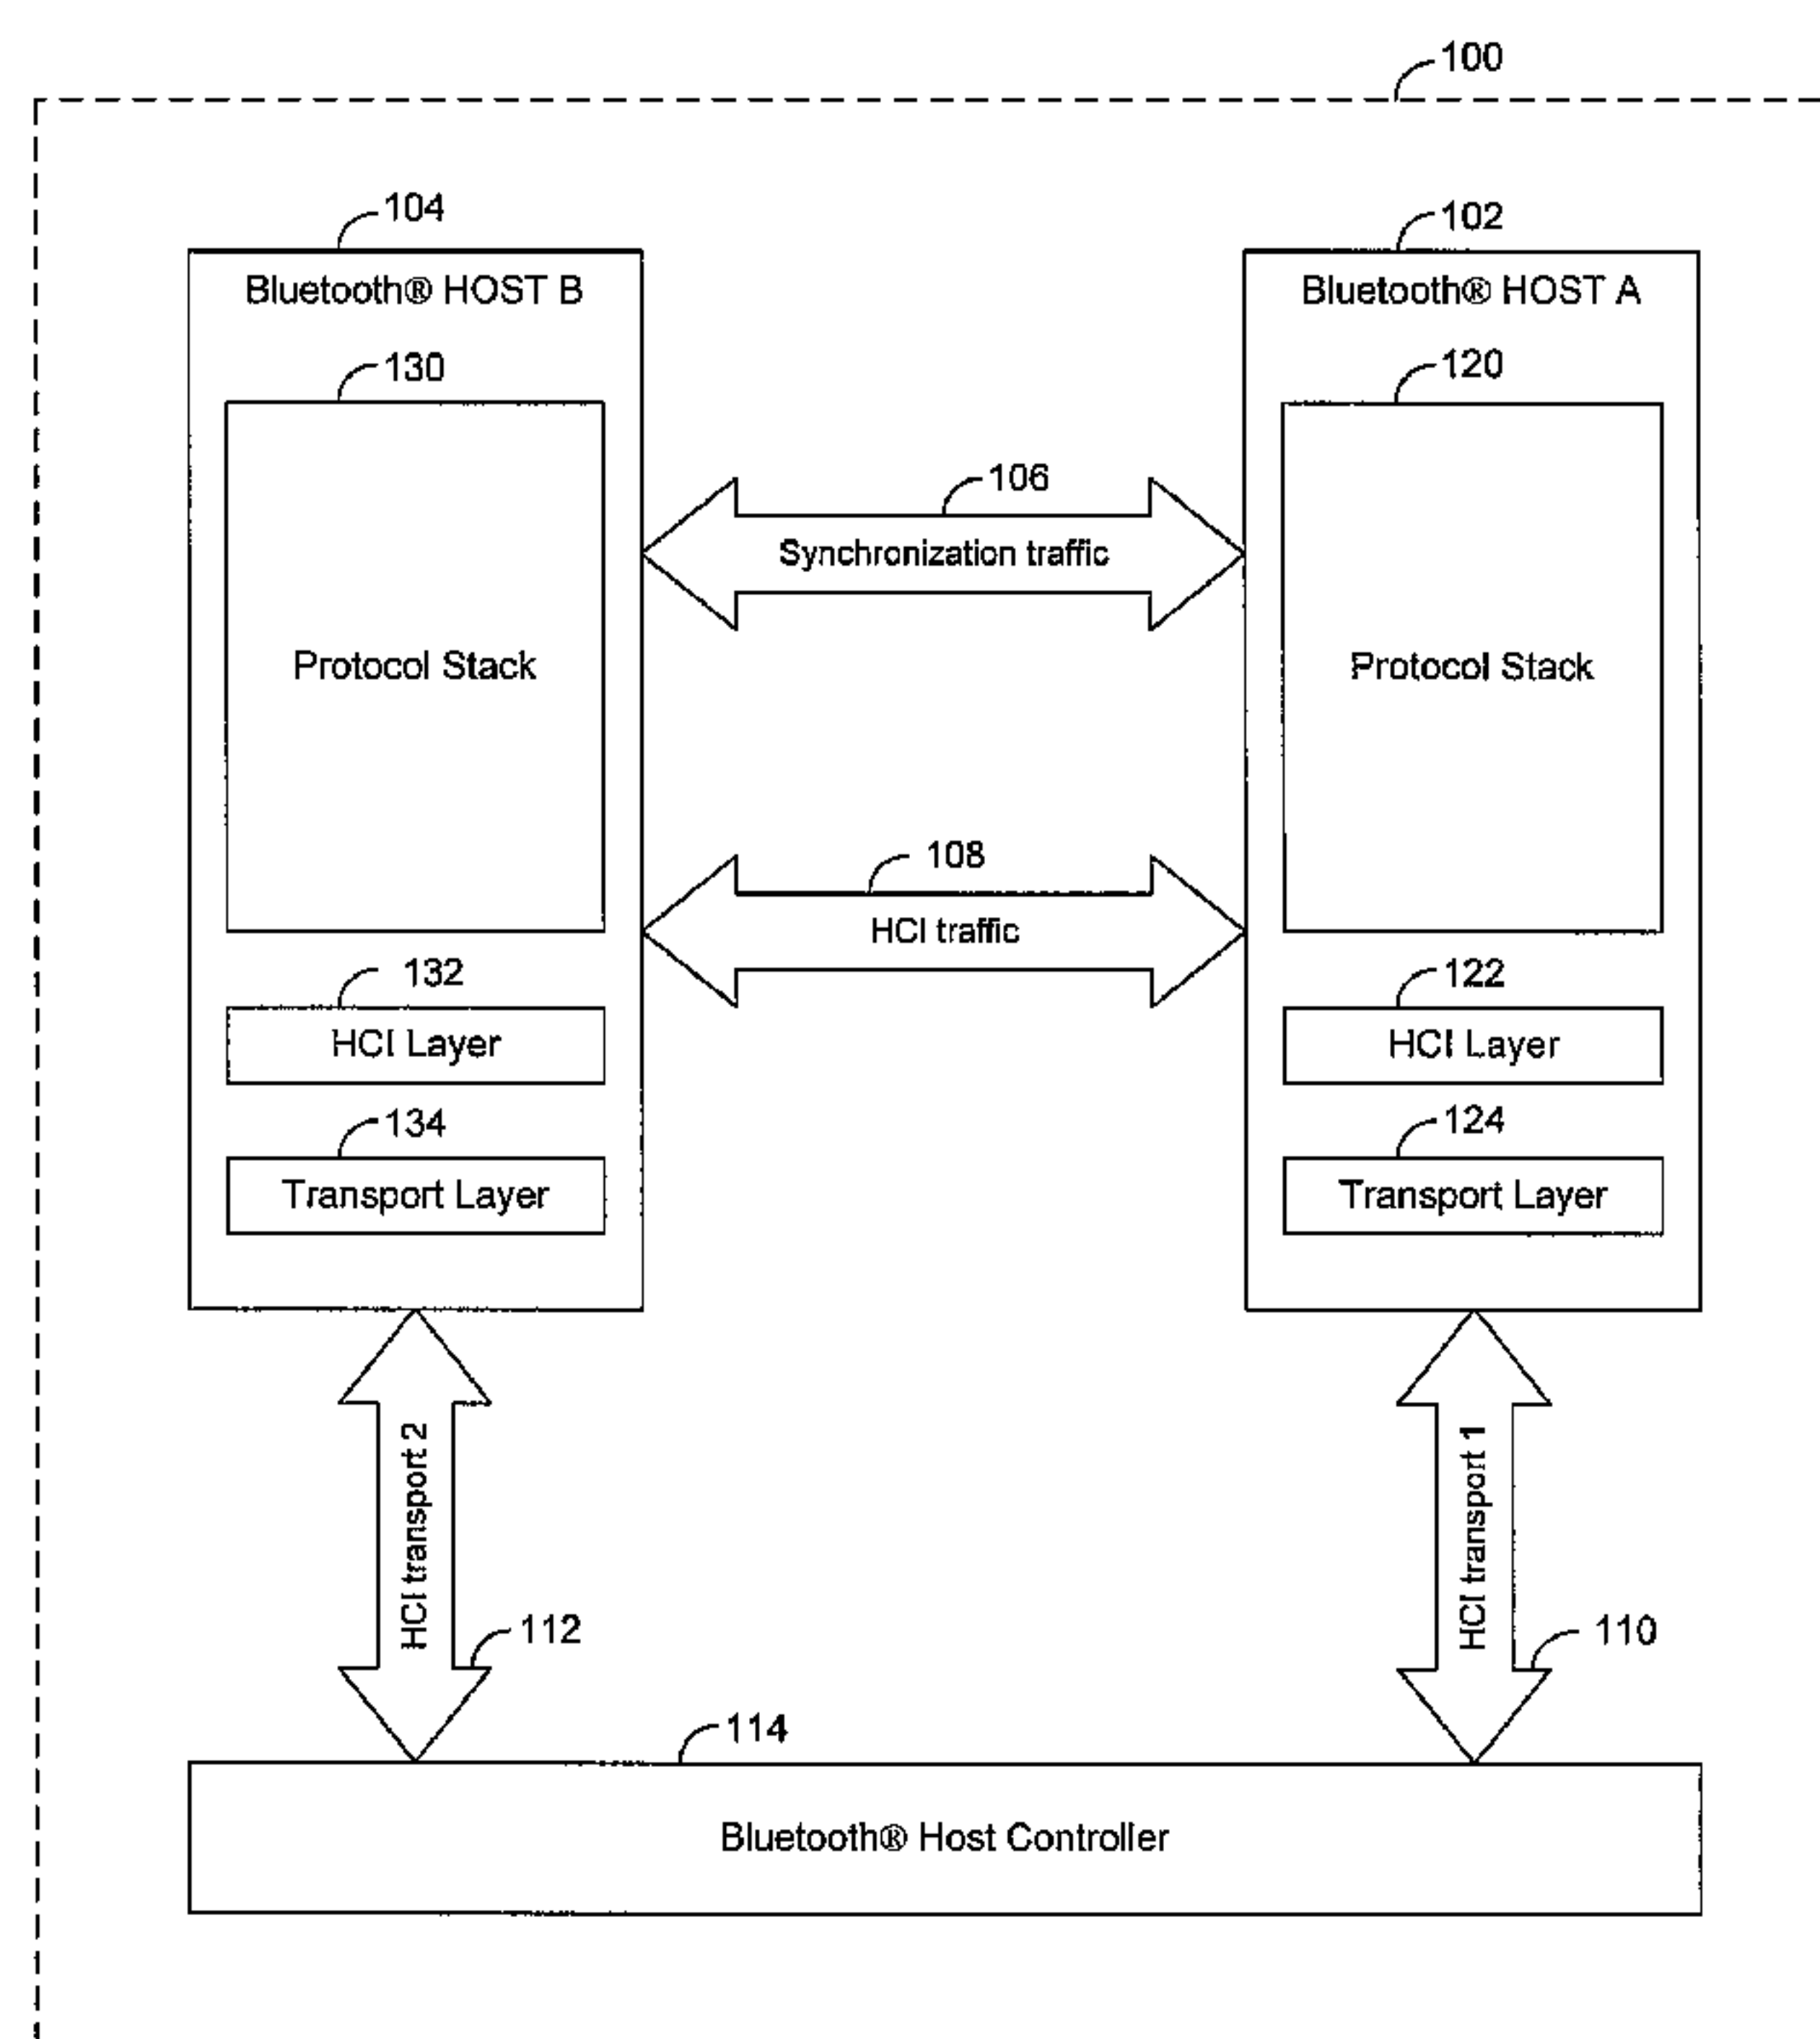 100
104
102
Bluetooth® HOST B
Bluetooth® HOST A
130
120
106
Synchronization traffic
Protocol Stack
Protocol Stack
108
HCI traffic
132
122
HCI Layer
HCI Layer
134
124
Transport Layer
Transport Layer
HCI transport 2
HCI transport 1
112
110
114
Bluetooth® Host Controller